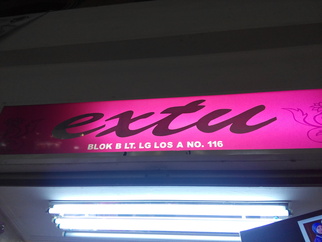 extu
BLOK B LT. LG LOS A NO. 116